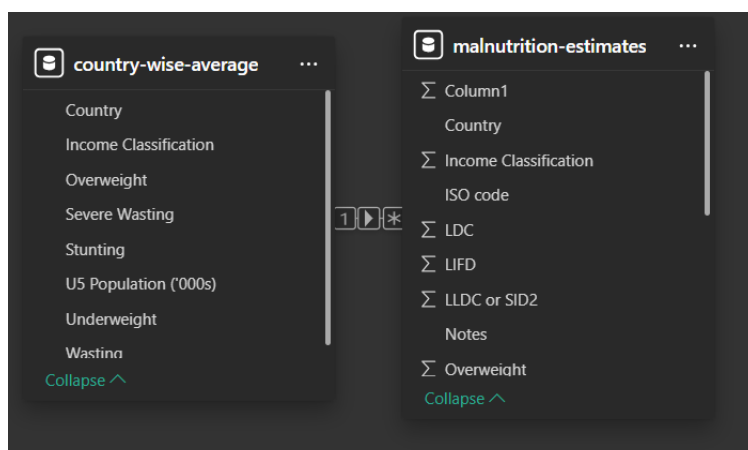 country-wise-average ...
Country
Income Classification
Overweight
Severe Wasting
Stunting
U5 Population ('000s)
Underweight
Wasting
Collapse
1 *
malnutrition-estimates ...
Σ Column1
Country
Σ Income Classification
ISO code
Σ LDC
Σ LIFD
Σ LLDC or SID2
Notes
Σ Overweight
Collapse